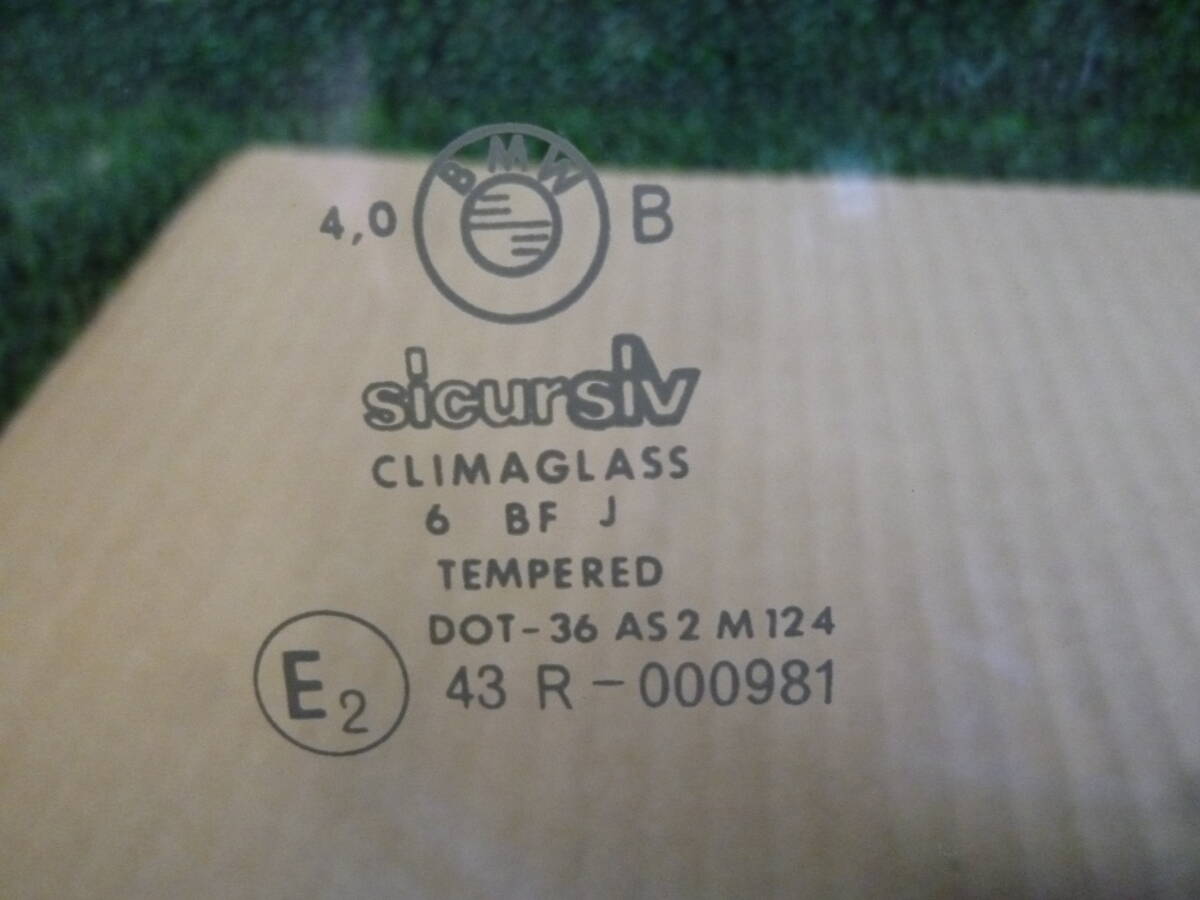 4,0 BMW B
sicursiv
CLIMAGLASS
6 BF J
TEMPERED
DOT-36 AS2 M124
E2 43 R-000981